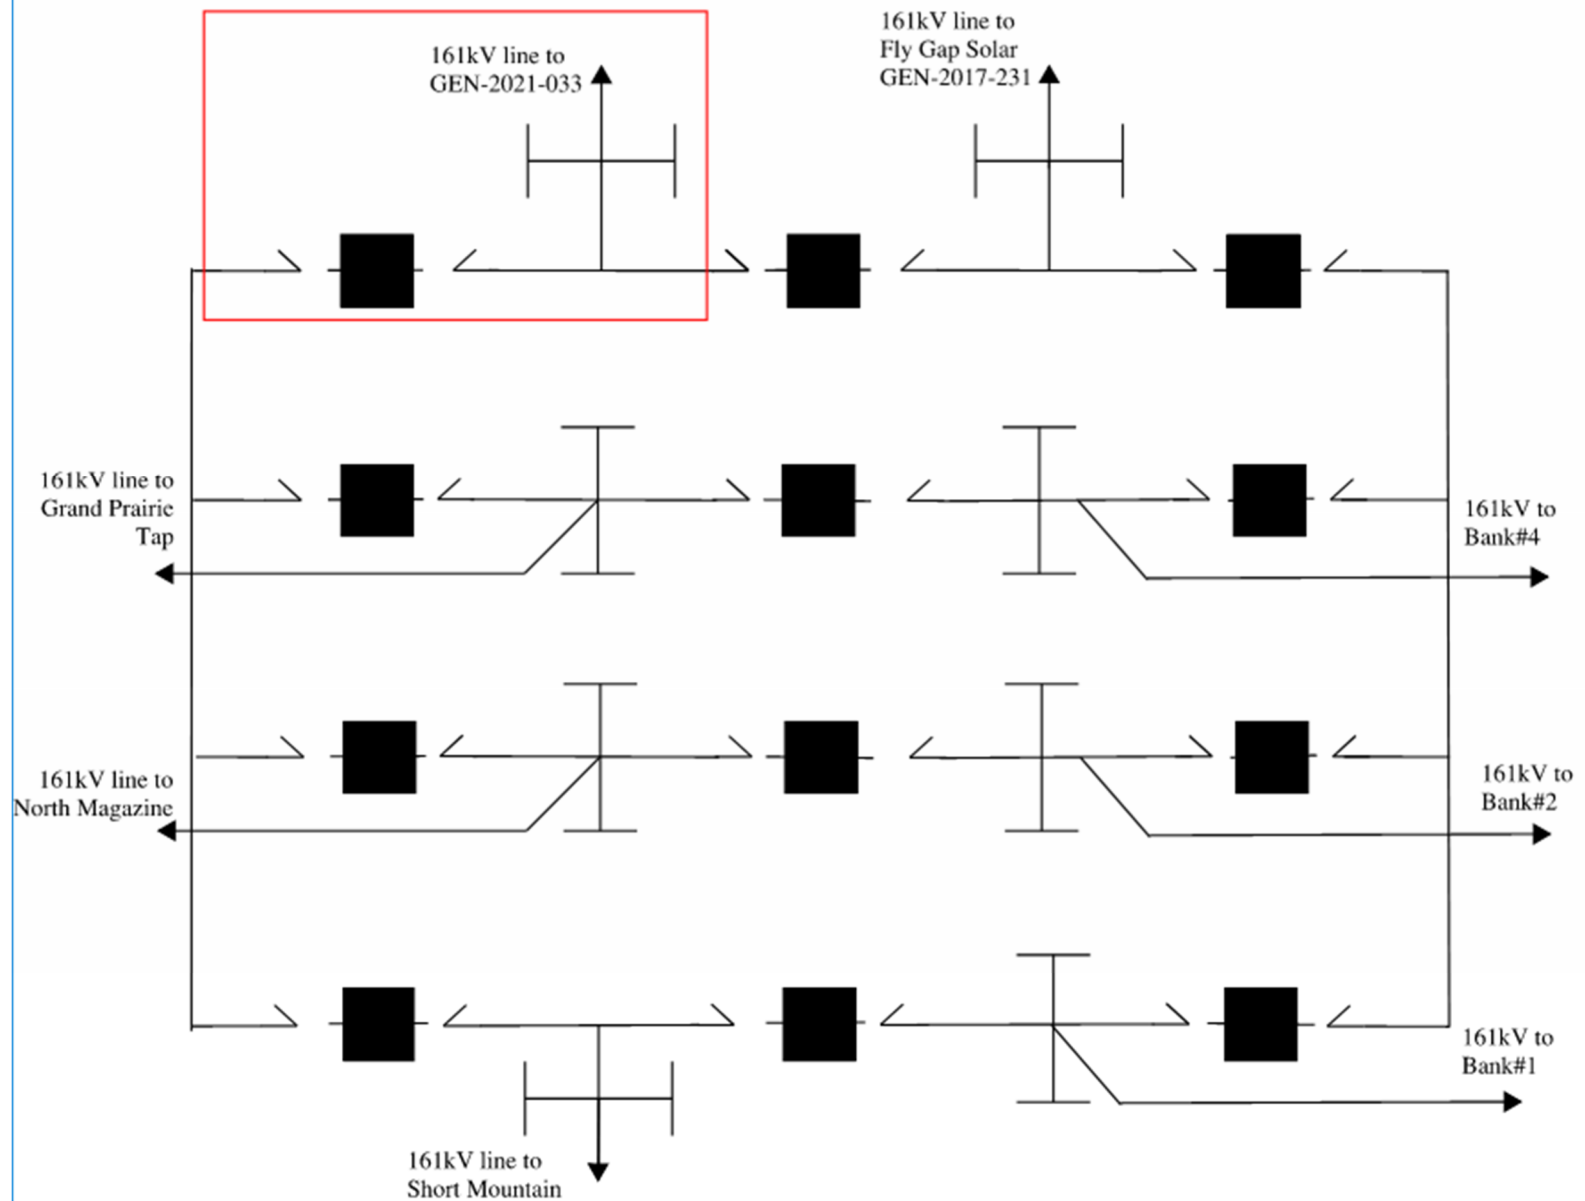 161kV line to
GEN-2021-033
161kV line to
Fly Gap Solar
GEN-2017-231
161kV line to
Grand Prairie
Tap
161kV to
Bank#4
161kV line to
North Magazine
161kV to
Bank#2
161kV to
Bank#1
161kV line to
Short Mountain